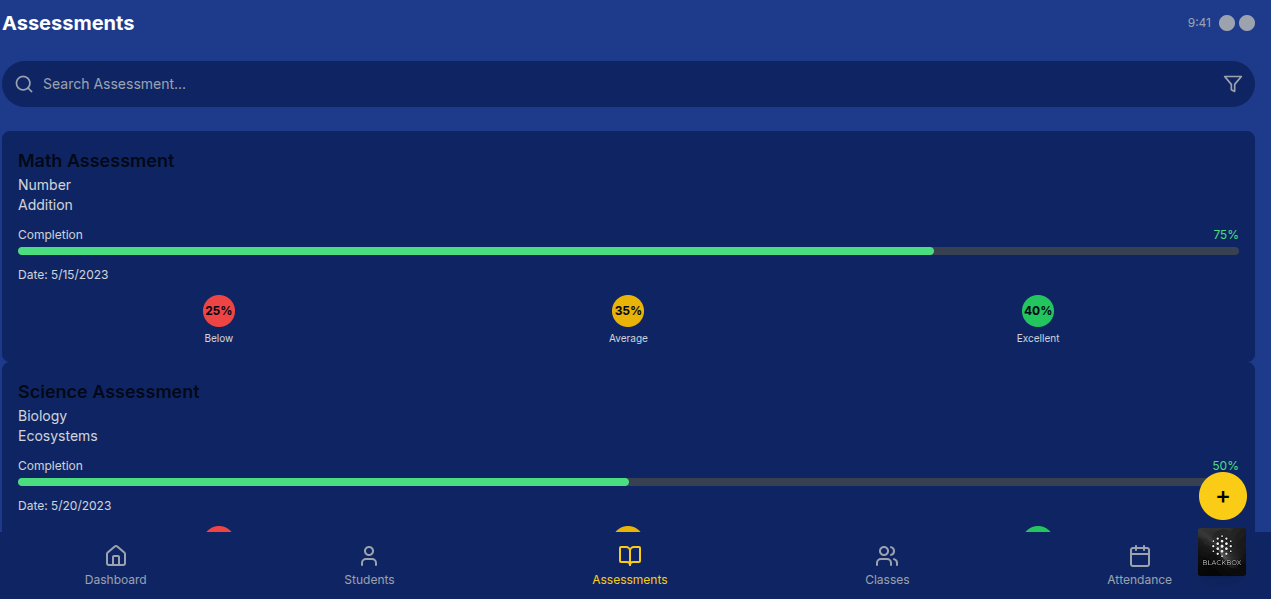 Assessments
9:41
Search Assessment...
Math Assessment
Number
Addition
Completion 75%
Date: 5/15/2023
25% 35% 40%
Below Average Excellent
Science Assessment
Biology
Ecosystems
Completion 50%
Date: 5/20/2023
+
BLACKBOX
Dashboard Students Assessments Classes Attendance